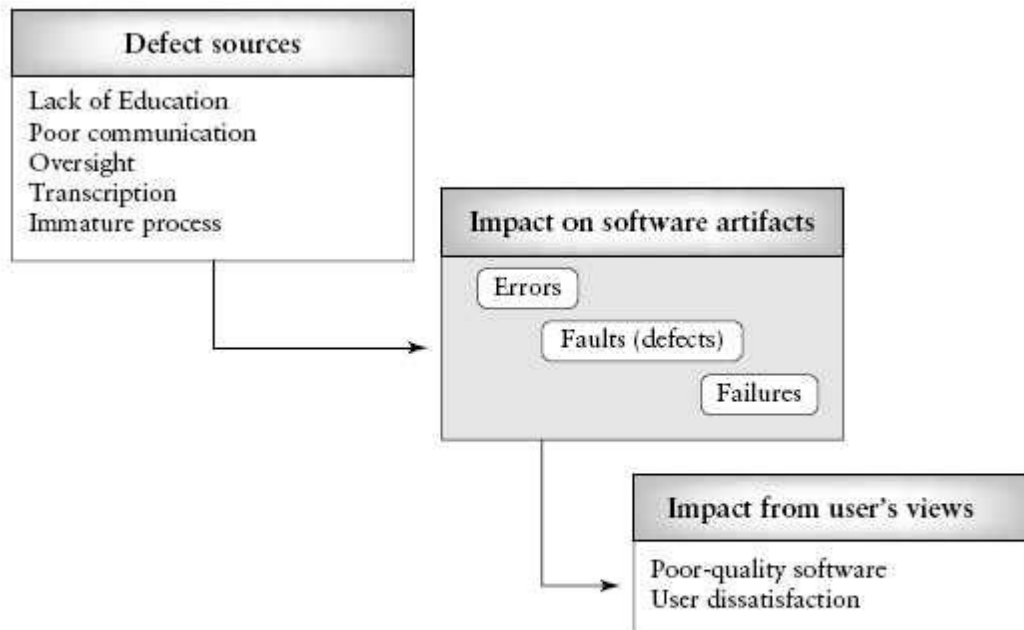 Defect sources
Lack of Education
Poor communication
Oversight
Transcription
Immature process
Impact on software artifacts
Errors
Faults (defects)
Failures
Impact from user's views
Poor-quality software
User dissatisfaction